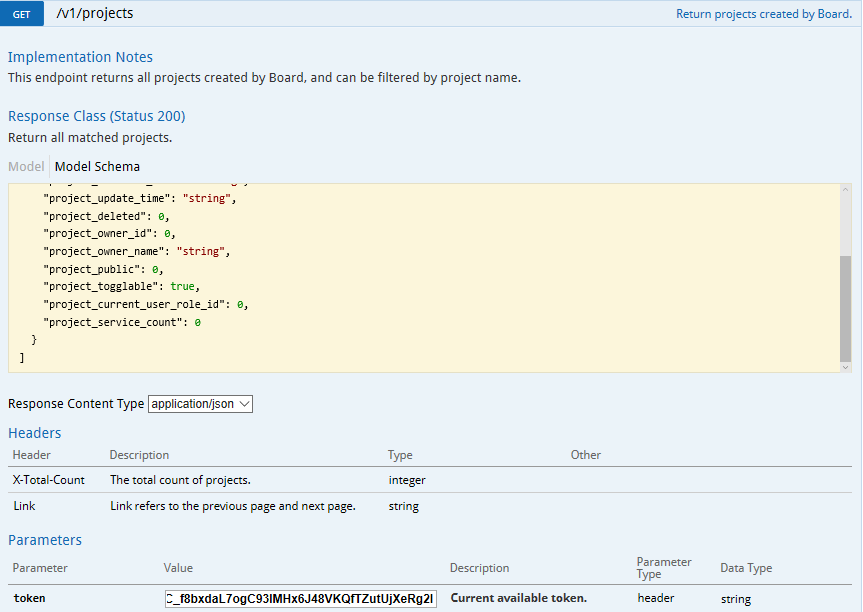 GET /v1/projects Return projects created by Board.
Implementation Notes
This endpoint returns all projects created by Board, and can be filtered by project name.
Response Class (Status 200)
Return all matched projects.
Model Model Schema
"project_update_time": "string",
"project_deleted": 0,
"project_owner_id": 0,
"project_owner_name": "string",
"project_public": 0,
"project_togglable": true,
"project_current_user_role_id": 0,
"project_service_count": 0
}
]
Response Content Type application/json
Headers
Header Description Type Other
X-Total-Count The total count of projects. integer
Link Link refers to the previous page and next page. string
Parameters
Parameter Value Description Parameter Type Data Type
token C_f8bxdaL7ogC93lMHx6J48VKQfTZutUjXeRg2l Current available token. header string